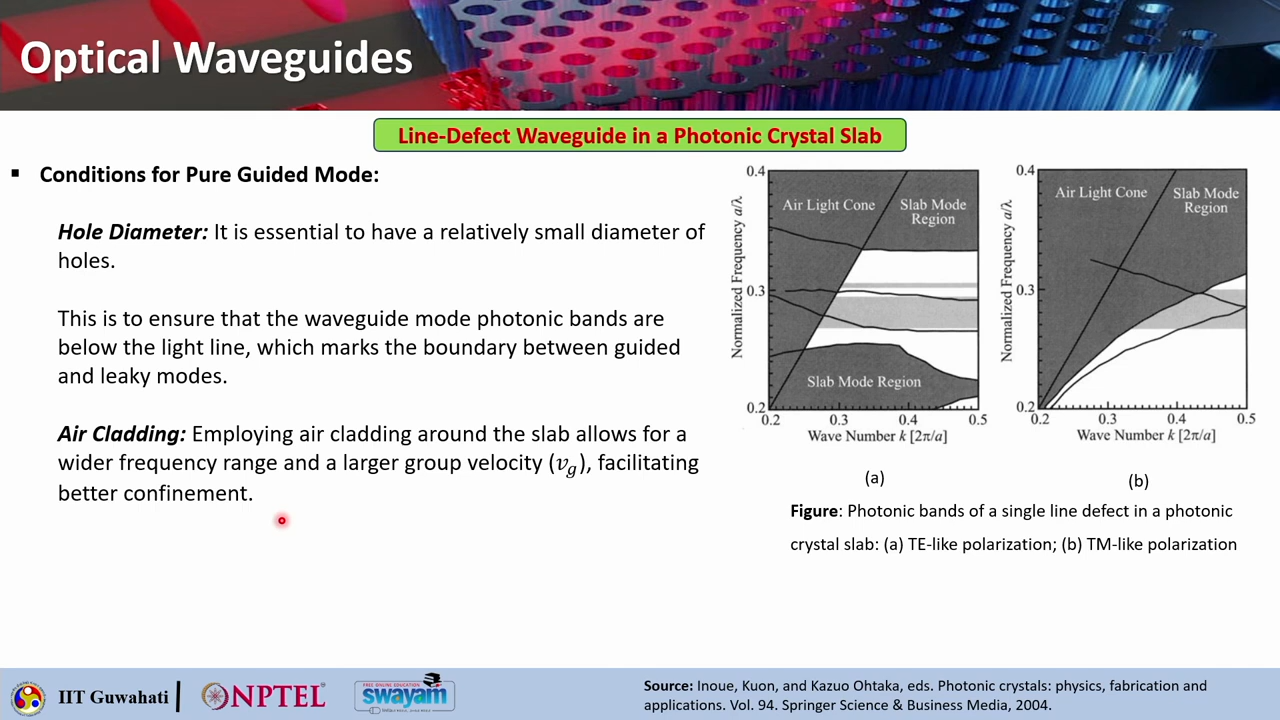 Optical Waveguides
Line-Defect Waveguide in a Photonic Crystal Slab
▪ Conditions for Pure Guided Mode:
Hole Diameter: It is essential to have a relatively small diameter of
holes.
This is to ensure that the waveguide mode photonic bands are
below the light line, which marks the boundary between guided
and leaky modes.
Air Cladding: Employing air cladding around the slab allows for a
wider frequency range and a larger group velocity (v_g), facilitating
better confinement.
Normalized Frequency a/λ
0.4
0.3
0.2
Air Light Cone
Slab Mode
Region
Slab Mode Region
0.2 0.3 0.4 0.5
Wave Number k [2π/a]
(a)
Normalized Frequency a/λ
0.4
0.3
0.2
Air Light Cone
Slab Mode
Region
0.2 0.3 0.4 0.5
Wave Number k [2π/a]
(b)
Figure: Photonic bands of a single line defect in a photonic
crystal slab: (a) TE-like polarization; (b) TM-like polarization
IIT Guwahati
NPTEL
FREE ONLINE EDUCATION
swayam
Source: Inoue, Kuon, and Kazuo Ohtaka, eds. Photonic crystals: physics, fabrication and
applications. Vol. 94. Springer Science & Business Media, 2004.